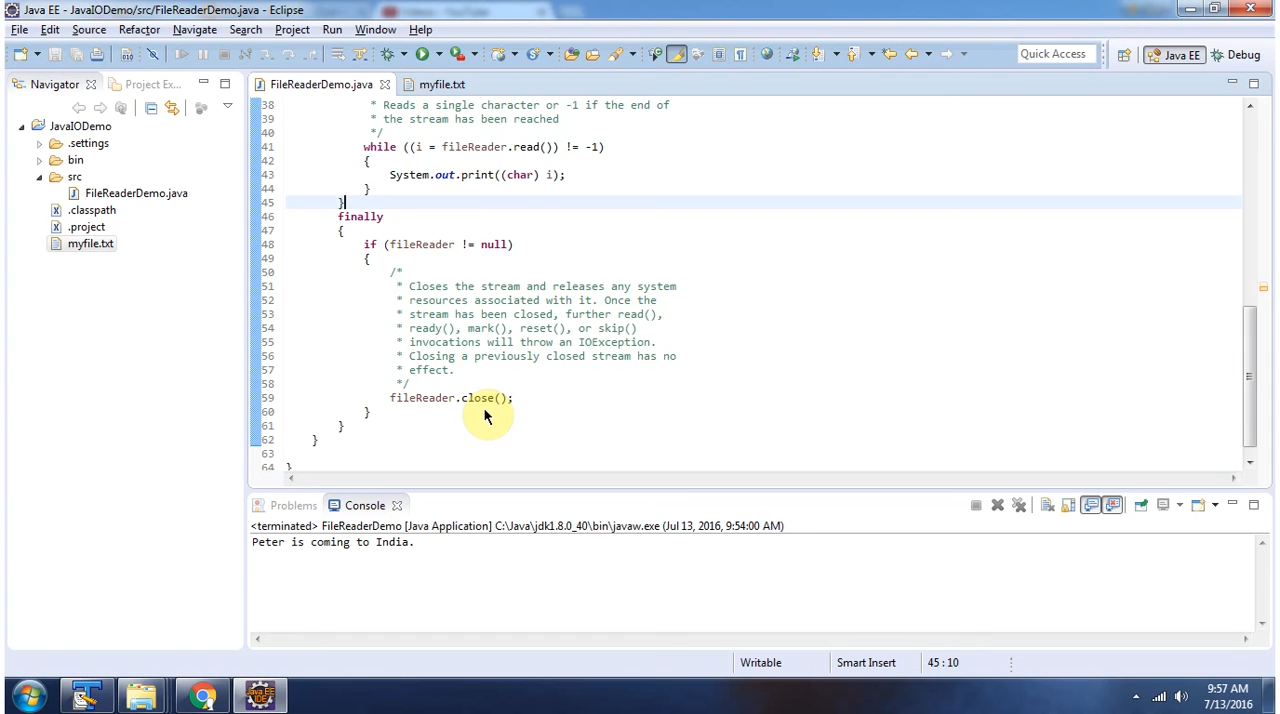 Java EE - JavaIODemo/src/FileReaderDemo.java - Eclipse
File Edit Source Refactor Navigate Search Project Run Window Help
Quick Access Java EE Debug
Navigator Project Ex
FileReaderDemo.java myfile.txt
JavaIODemo
.settings
bin
src
FileReaderDemo.java
.classpath
.project
myfile.txt
38 * Reads a single character or -1 if the end of
39 * the stream has been reached
40 */
41 while ((i = fileReader.read()) != -1)
42 {
43 System.out.print((char) i);
44 }
45 }
46 finally
47 {
48 if (fileReader != null)
49 {
50 /*
51 * Closes the stream and releases any system
52 * resources associated with it. Once the
53 * stream has been closed, further read(),
54 * ready(), mark(), reset(), or skip()
55 * invocations will throw an IOException.
56 * Closing a previously closed stream has no
57 * effect.
58 */
59 fileReader.close();
60 }
61 }
62 }
63
64 }
Problems Console
<terminated> FileReaderDemo [Java Application] C:\Java\jdk1.8.0_40\bin\javaw.exe (Jul 13, 2016, 9:54:00 AM)
Peter is coming to India.
Writable Smart Insert 45 : 10
Java EE
IDE
9:57 AM
7/13/2016